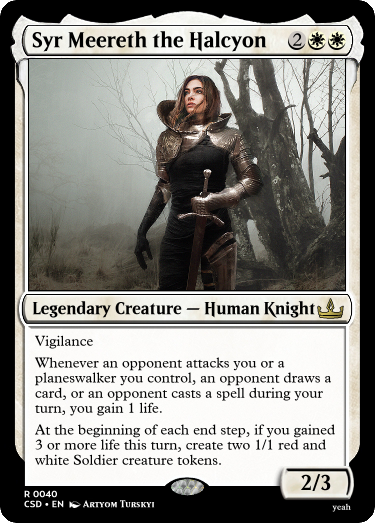 Syr Meereth the Halcyon 2
Legendary Creature — Human Knight
Vigilance
Whenever an opponent attacks you or a
planeswalker you control, an opponent draws a
card, or an opponent casts a spell during your
turn, you gain 1 life.
At the beginning of each end step, if you gained
3 or more life this turn, create two 1/1 red and
white Soldier creature tokens.
2/3
R 0040
CSD • EN Artyom Turskyi
yeah